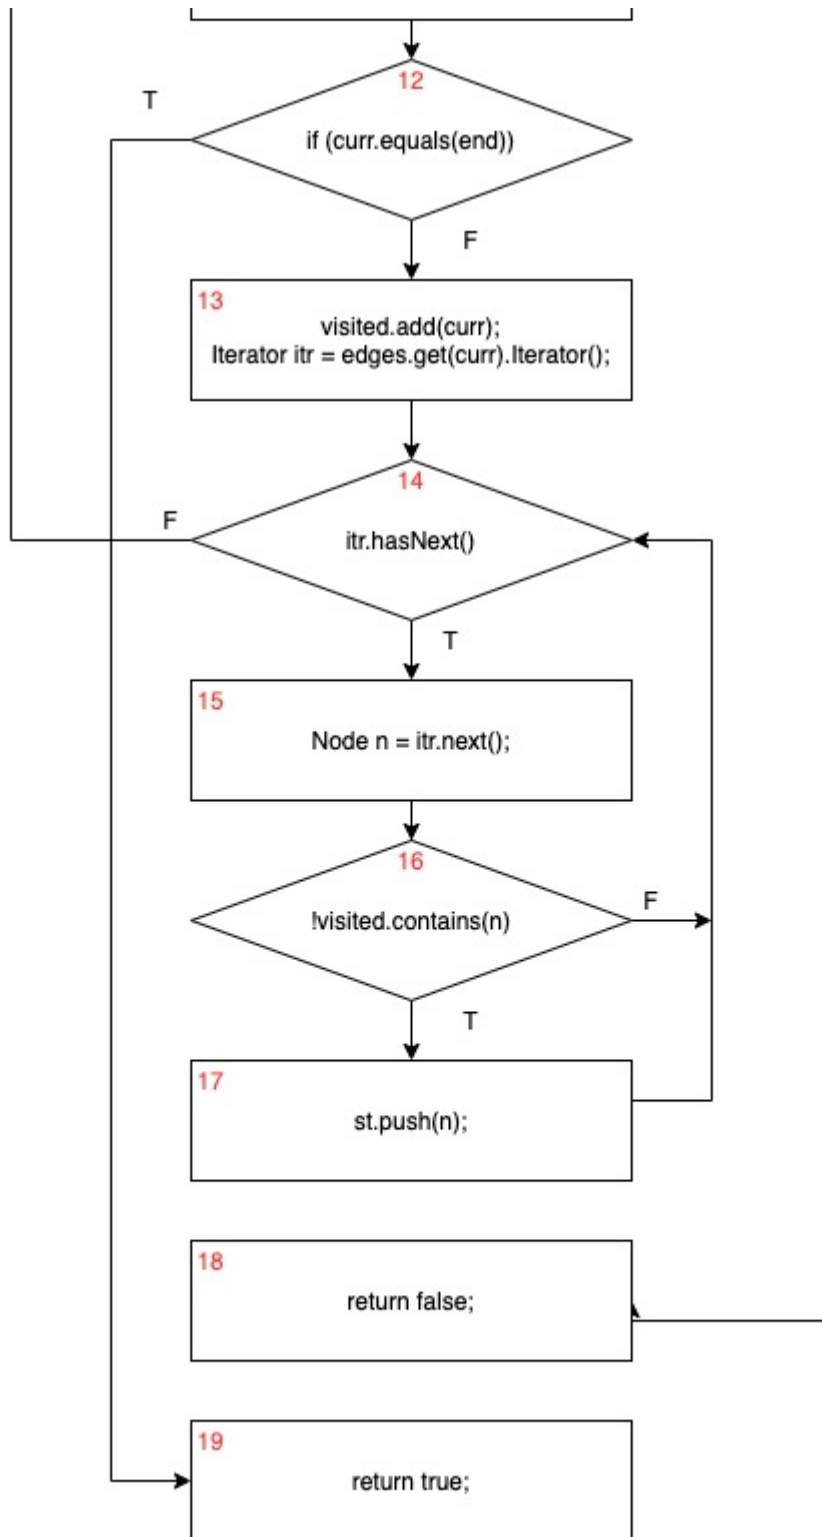 12
T
if (curr.equals(end))
F
13
visited.add(curr);
Iterator itr = edges.get(curr).Iterator();
14
F
itr.hasNext()
T
15
Node n = itr.next();
16
F
!visited.contains(n)
T
17
st.push(n);
18
return false;
19
return true;